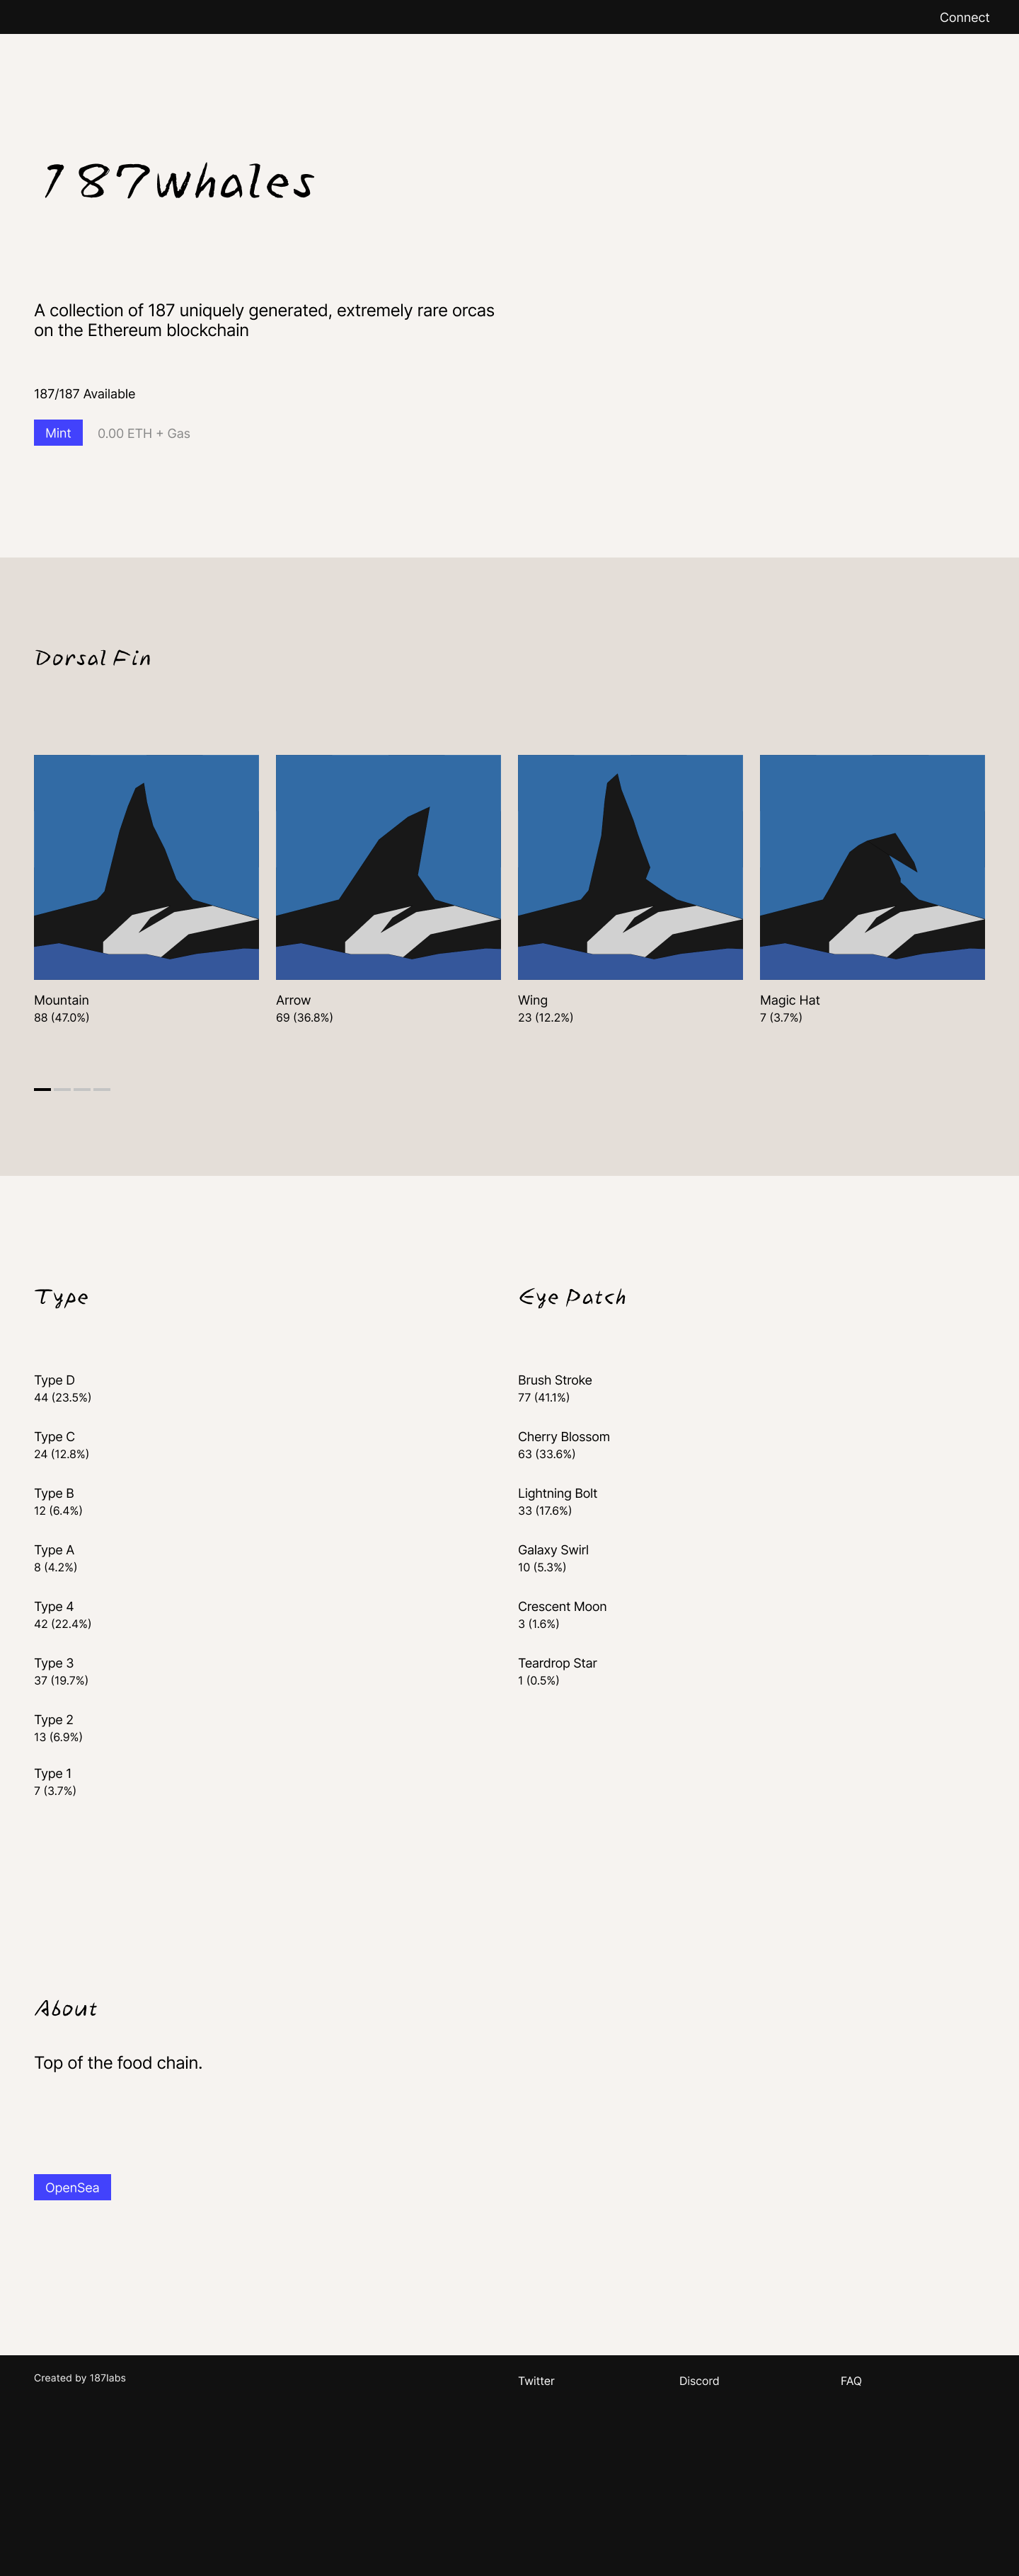 Connect
187whales
A collection of 187 uniquely generated, extremely rare orcas
on the Ethereum blockchain
187/187 Available
Mint
0.00 ETH + Gas
Dorsal Fin
Mountain
88 (47.0%)
Arrow
69 (36.8%)
Wing
23 (12.2%)
Magic Hat
7 (3.7%)
Type
Type D
44 (23.5%)
Type C
24 (12.8%)
Type B
12 (6.4%)
Type A
8 (4.2%)
Type 4
42 (22.4%)
Type 3
37 (19.7%)
Type 2
13 (6.9%)
Type 1
7 (3.7%)
Eye Patch
Brush Stroke
77 (41.1%)
Cherry Blossom
63 (33.6%)
Lightning Bolt
33 (17.6%)
Galaxy Swirl
10 (5.3%)
Crescent Moon
3 (1.6%)
Teardrop Star
1 (0.5%)
About
Top of the food chain.
OpenSea
Created by 187labs
Twitter
Discord
FAQ